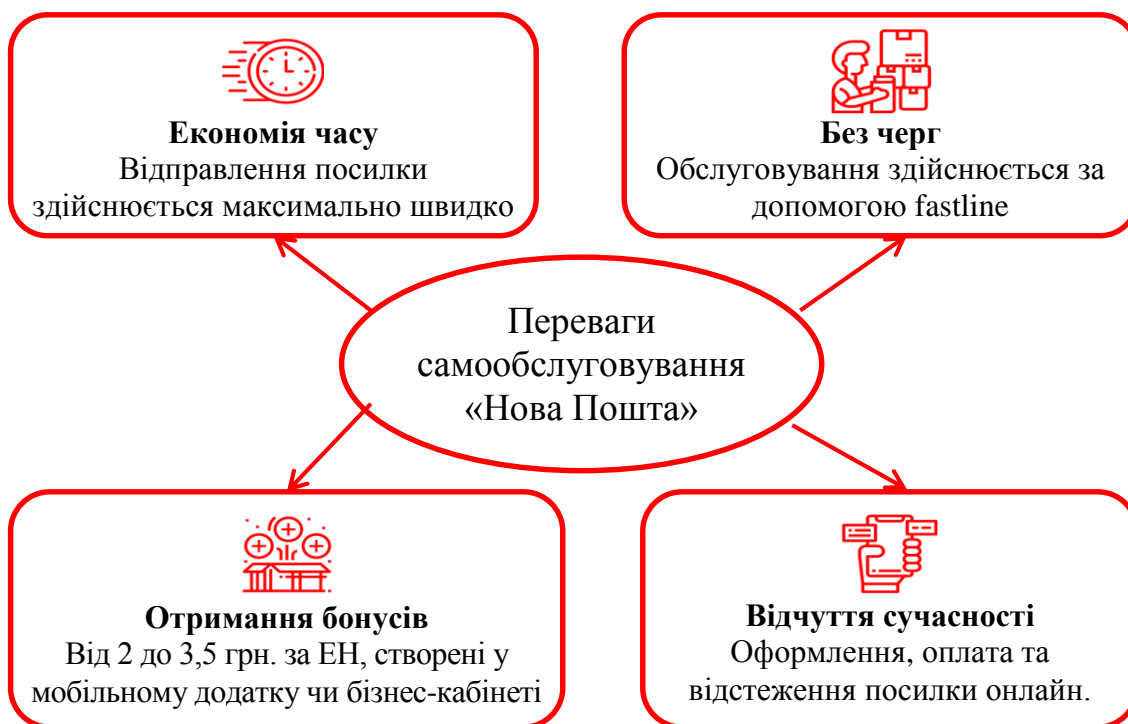 Економія часу
Відправлення посилки
здійснюється максимально швидко
Без черг
Обслуговування здійснюється за
допомогою fastline
Переваги
самообслуговування
«Нова Пошта»
Отримання бонусів
Від 2 до 3,5 грн. за ЕН, створені у
мобільному додатку чи бізнес-кабінеті
Відчуття сучасності
Оформлення, оплата та
відстеження посилки онлайн.